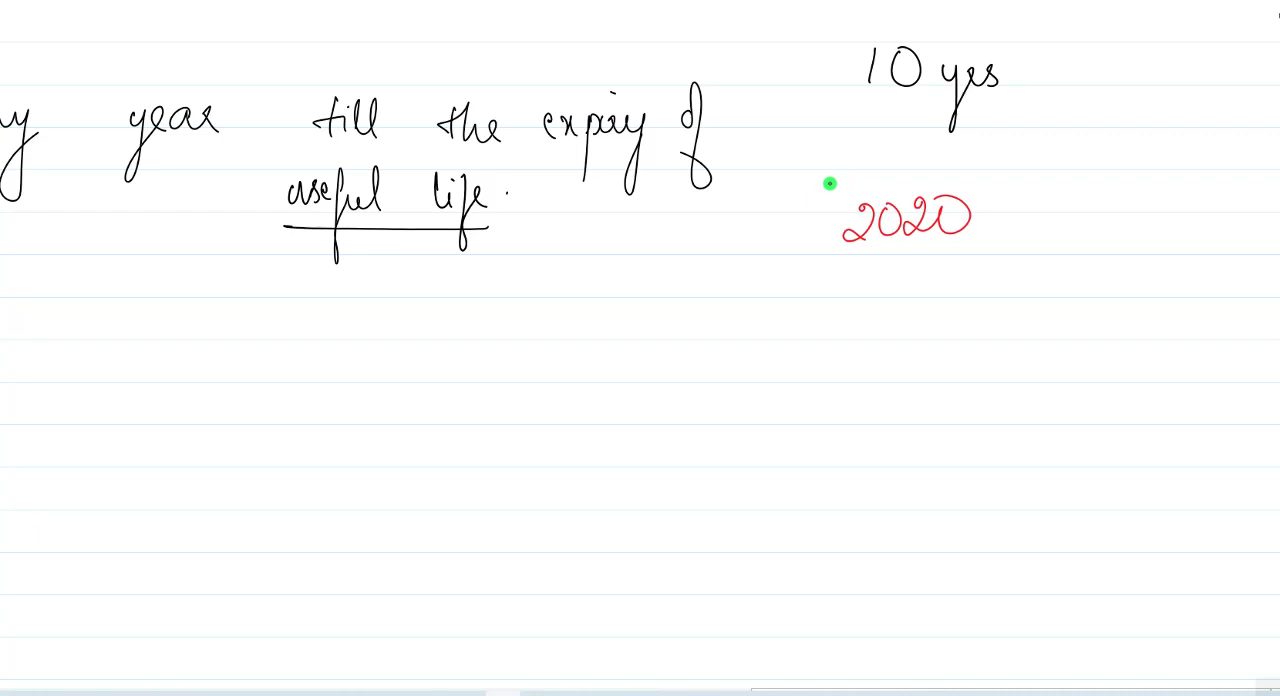 10 yrs
y year till the expiry of
useful life.
2020